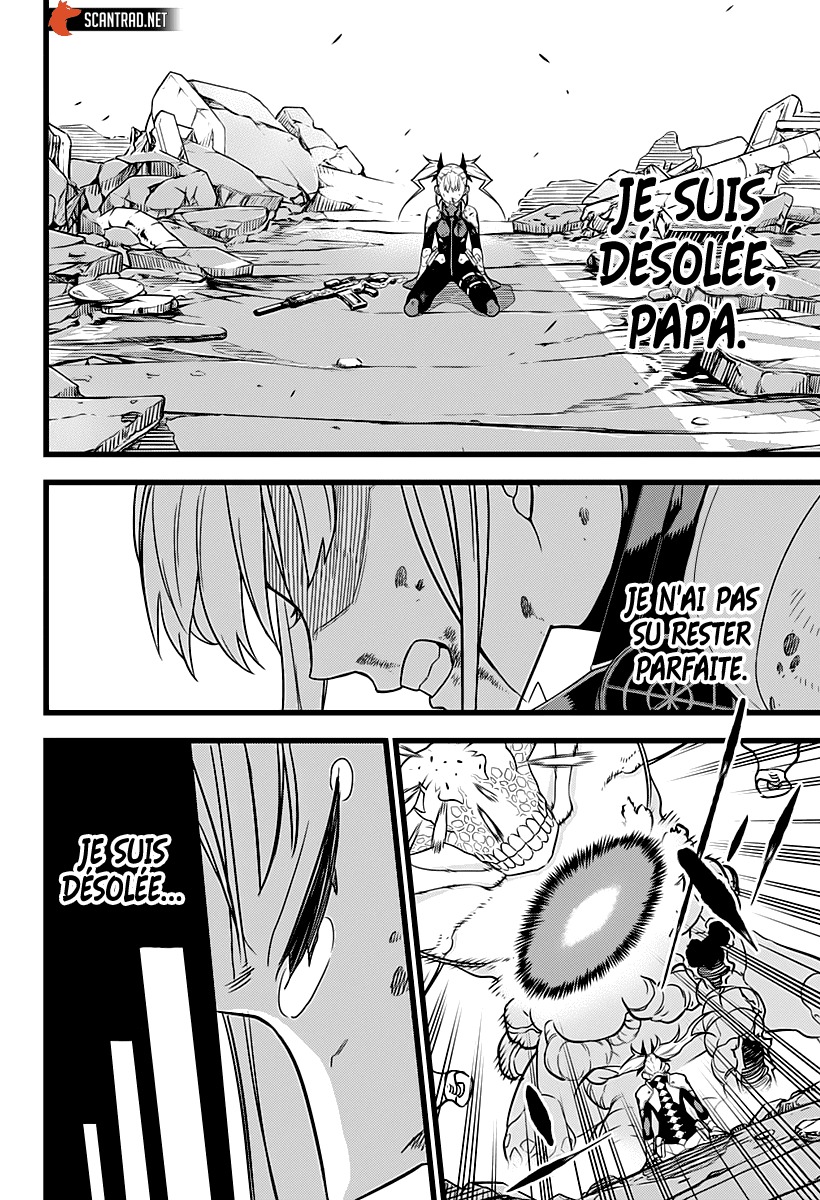 SCANTRAD.NET
JE SUIS
DÉSOLÉE,
PAPA.
JE N'AI PAS
SU RESTER
PARFAITE.
JE SUIS
DÉSOLÉE...